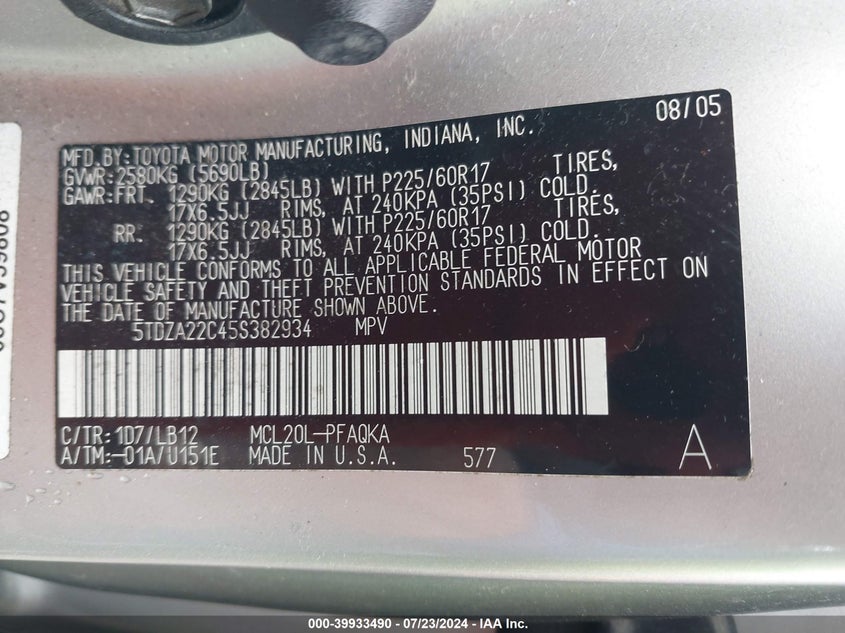 08/05
MFD.BY:TOYOTA MOTOR MANUFACTURING, INDIANA, INC.
GVWR:2580KG (5690LB)
GAWR:FRT. 1290KG (2845LB) WITH P225/60R17 TIRES,
17X6.5JJ RIMS, AT 240KPA (35PSI) COLD.
RR. 1290KG (2845LB) WITH P225/60R17 TIRES,
17X6.5JJ RIMS, AT 240KPA (35PSI) COLD.
THIS VEHICLE CONFORMS TO ALL APPLICABLE FEDERAL MOTOR
VEHICLE SAFETY AND THEFT PREVENTION STANDARDS IN EFFECT ON
THE DATE OF MANUFACTURE SHOWN ABOVE.
5TDZA22C45S382934 MPV
C/TR:1D7/LB12 MCL20L-PFAQKA
A/TM:-01A/U151E MADE IN U.S.A. 577 A
000-39933490 - 07/23/2024 - IAA Inc.